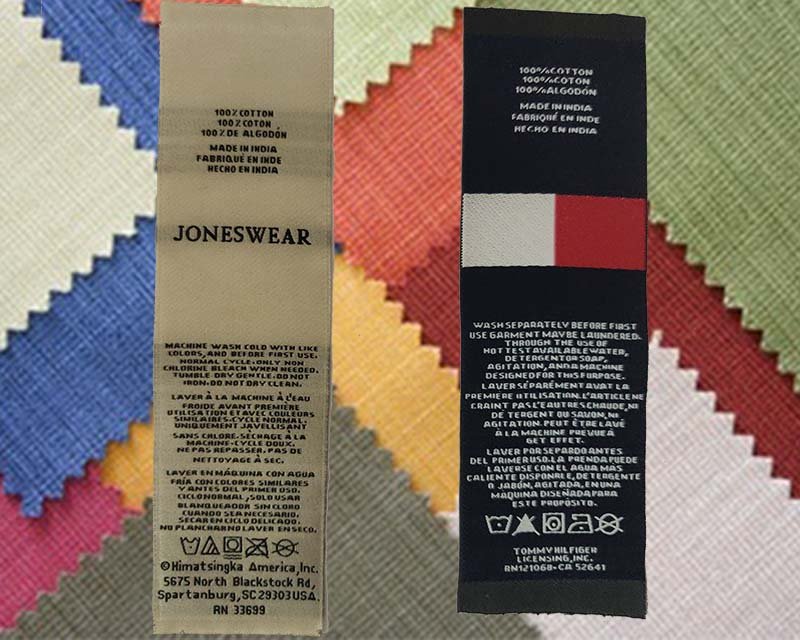 100% COTTON
100% COTON
100% DE ALGODÓN
MADE IN INDIA
FABRIQUÉ EN INDE
HECHO EN INDIA
JONESWEAR
MACHINE WASH COLD WITH LIKE
COLORS, AND BEFORE FIRST USE.
NORMAL CYCLE. ONLY NON
CHLORINE BLEACH WHEN NEEDED.
TUMBLE DRY GENTLE. DO NOT
IRON. DO NOT DRY CLEAN.
LAVER À LA MACHINE À L'EAU
FROIDE AVANT PREMIÈRE
UTILISATION ET AVEC COULEURS
SIMILAIRES. CYCLE NORMAL.
UNIQUEMENT JAVELLISANT
SANS CHLORE. SÉCHAGE À LA
MACHINE. CYCLE DOUX.
NE PAS REPASSER. PAS DE
NETTOYAGE À SEC.
LAVER EN MÁQUINA CON AGUA
FRÍA CON COLORES SIMILARES
Y ANTES DEL PRIMER USO.
CICLO NORMAL, SOLO USAR
BLANQUEADOR SIN CLORO
CUANDO SEA NECESARIO.
SECAR EN CICLO DELICADO.
NO PLANCHAR NO LAVER EN SECO.
©Himatsingka America, Inc.
5675 North Blackstock Rd,
Spartanburg, SC 29303 USA.
RN 33699
100% COTTON
100% COTON
100% ALGODÓN
MADE IN INDIA
FABRIQUÉ EN INDE
HECHO EN INDIA
WASH SEPARATELY BEFORE FIRST
USE GARMENT MAY BE LAUNDERED.
THROUGH THE USE OF
HOT TEST AVAILABLE WATER,
DETERGENT OR SOAP,
AGITATION, AND A MACHINE
DESIGNED FOR THIS PURPOSE.
LAVER SÉPARÉMENT AVAT LA
PREMIERE UTILISATION. L'ARTICLE NE
CRAINT PAS L'AUTRES CHAUDE, NI
DE TERGENT OU SAVON, NI
AGITATION. PEUT ÊTRE LAVÉ
À LA MACHINE PREVUE À
GET EFFET.
LAVAR POR SEPARDO ANTES
DEL PRIMER USO. LA PRENDA PUEDE
LAVERSE CON EL AGUA MAS
CALIENTE DISPONRLE, DETERGENTE
O JABÓN, AGITADA, EN UNA
MAQUINA DISEÑADA PARA
ESTE PROPÓSITO.
TOMMY HILFIGER
LICENSING, INC.
RN121068-CA 52641